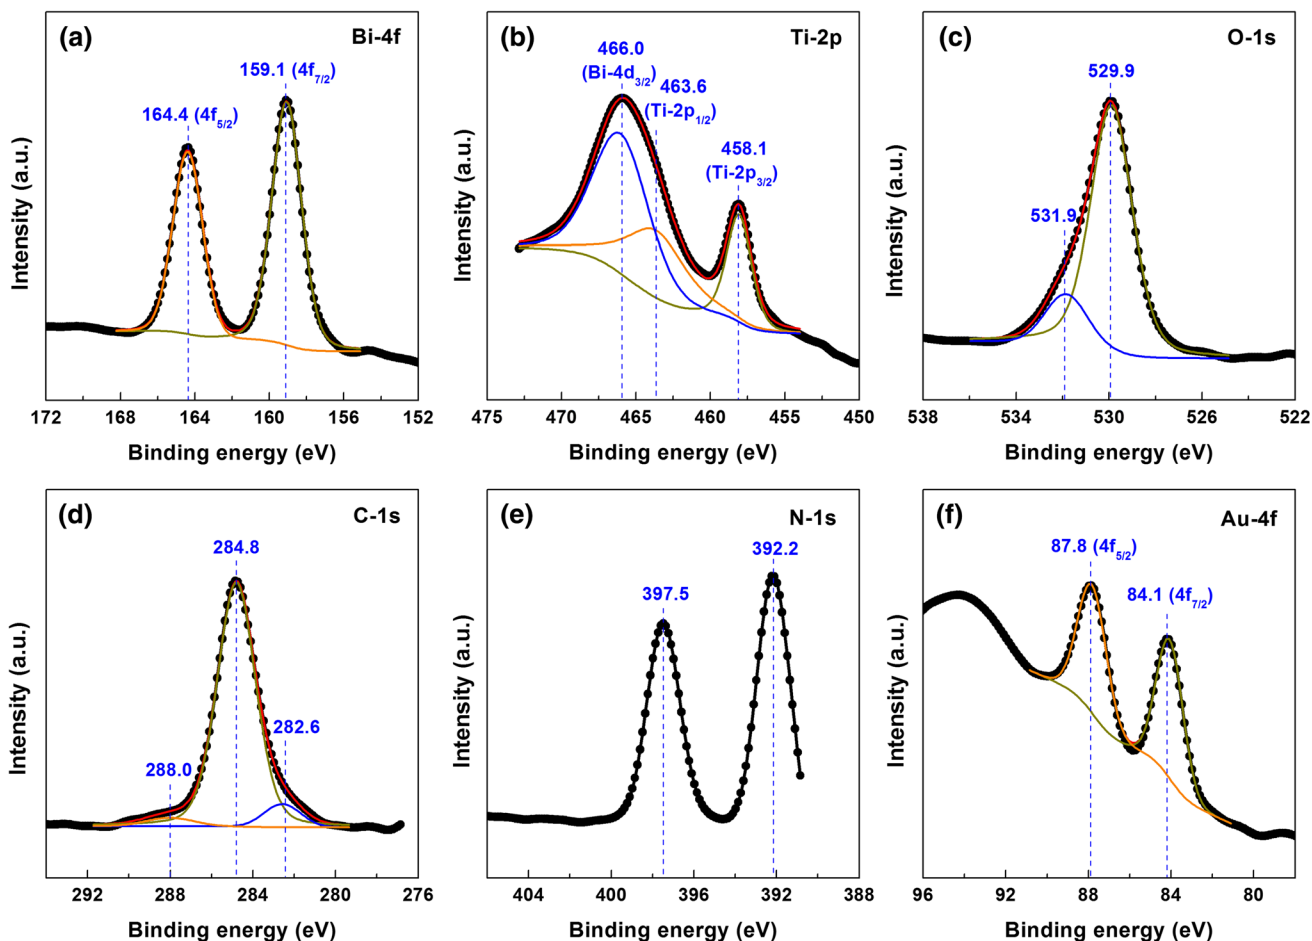 (a)
Bi-4f
159.1 (4f7/2)
164.4 (4f5/2)
Intensity (a.u.)
172 168 164 160 156 152
Binding energy (eV)
(b)
Ti-2p
466.0
(Bi-4d3/2)
463.6
(Ti-2p1/2)
458.1
(Ti-2p3/2)
Intensity (a.u.)
475 470 465 460 455 450
Binding energy (eV)
(c)
O-1s
529.9
531.9
Intensity (a.u.)
538 534 530 526 522
Binding energy (eV)
(d)
C-1s
284.8
282.6
288.0
Intensity (a.u.)
292 288 284 280 276
Binding energy (eV)
(e)
N-1s
392.2
397.5
Intensity (a.u.)
404 400 396 392 388
Binding energy (eV)
(f)
Au-4f
87.8 (4f5/2)
84.1 (4f7/2)
Intensity (a.u.)
96 92 88 84 80
Binding energy (eV)